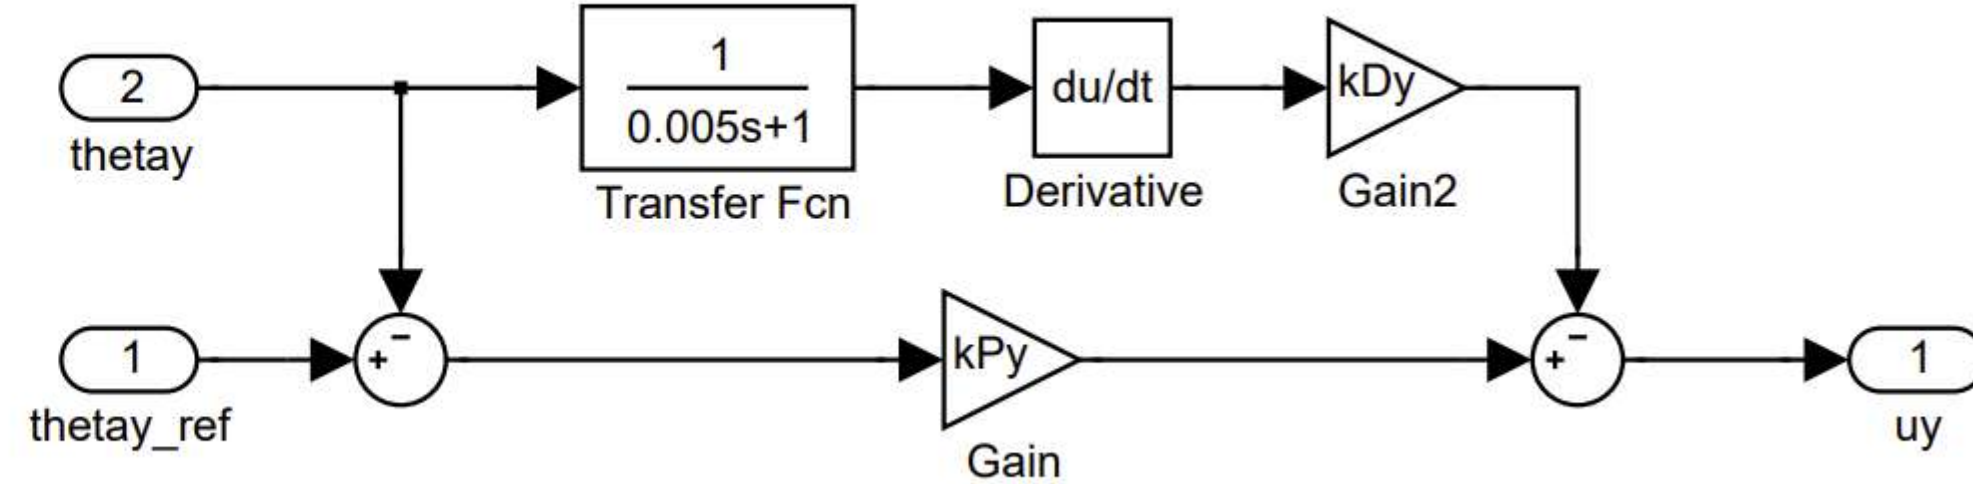 2
thetay
1
0.005s+1
Transfer Fcn
du/dt
Derivative
kDy
Gain2
1
thetay_ref
+
−
kPy
Gain
+
−
1
uy